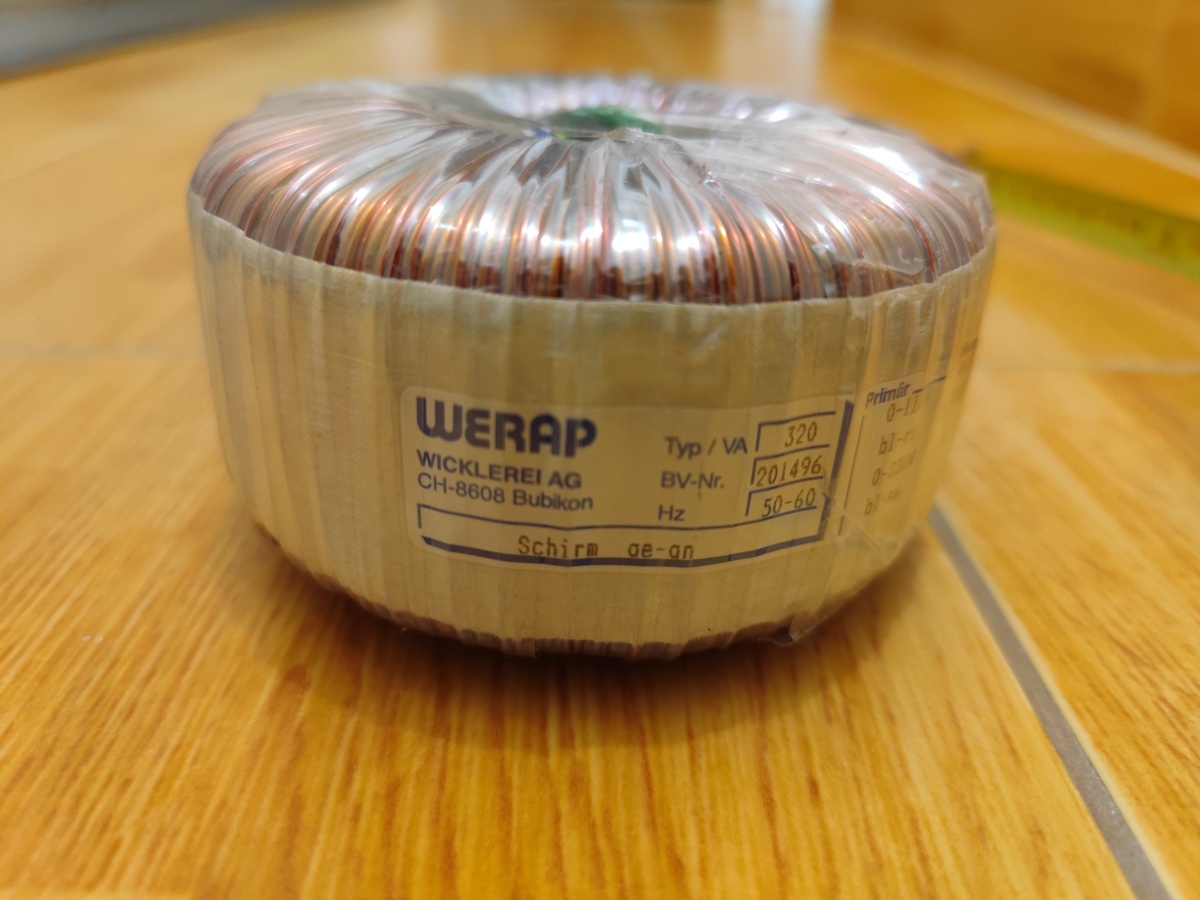 WERAP
WICKLEREI AG
CH-8608 Bubikon
Typ / VA 320
BV-Nr. 201496
Hz 50-60
Schirm ge-gn
Primär